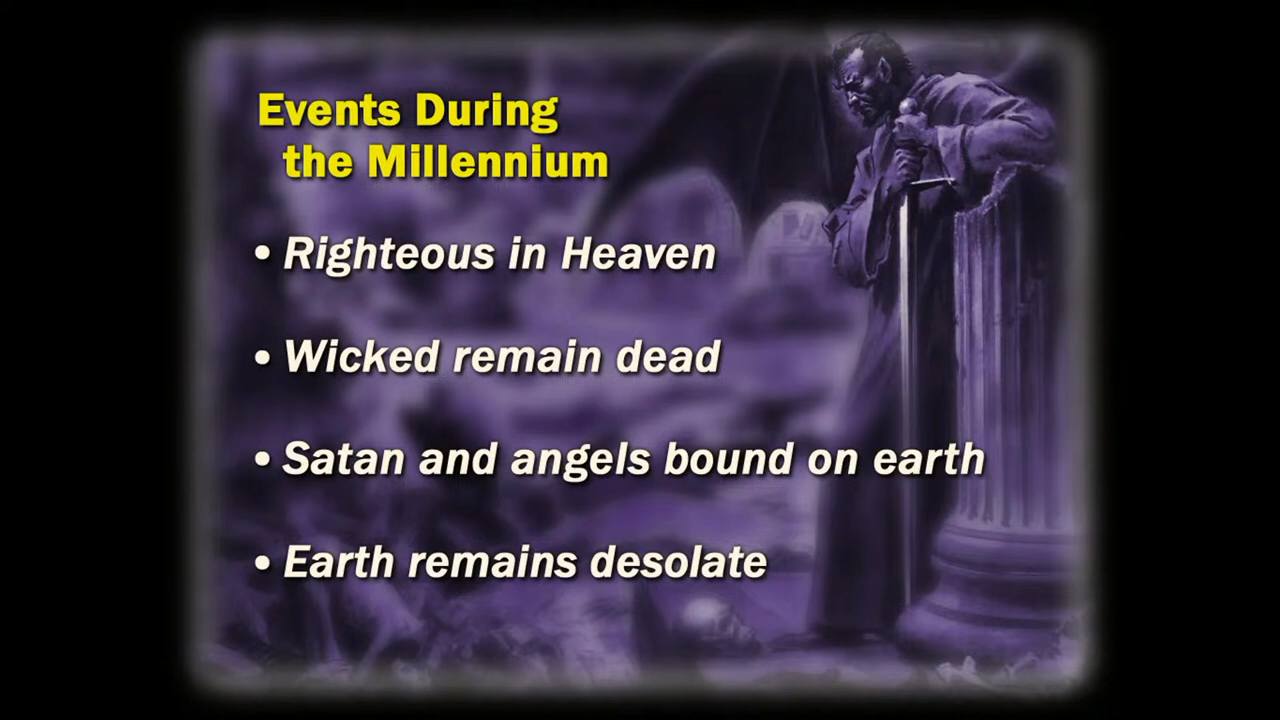 Events During
the Millennium
• Righteous in Heaven
• Wicked remain dead
• Satan and angels bound on earth
• Earth remains desolate